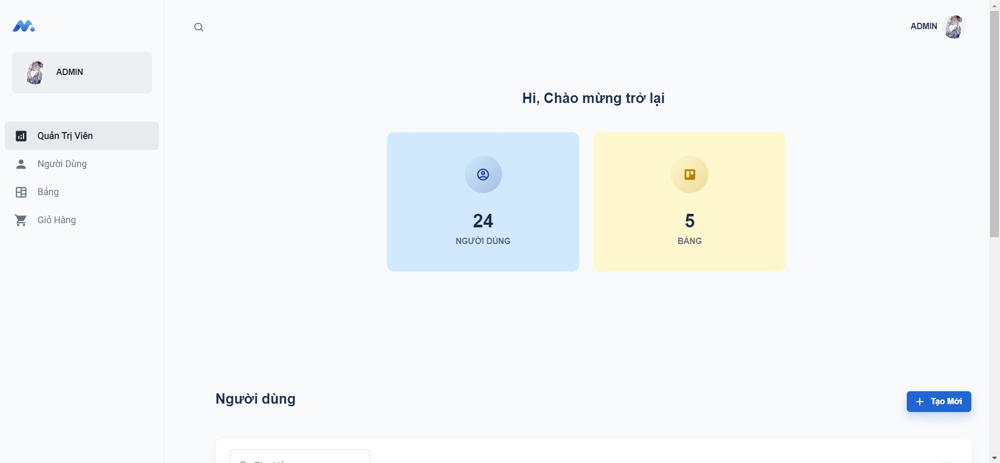 ADMIN
ADMIN
Quản Trị Viên
Người Dùng
Bảng
Giỏ Hàng
Hi, Chào mừng trở lại
24
NGƯỜI DÙNG
5
BẢNG
Người dùng
Tạo Mới